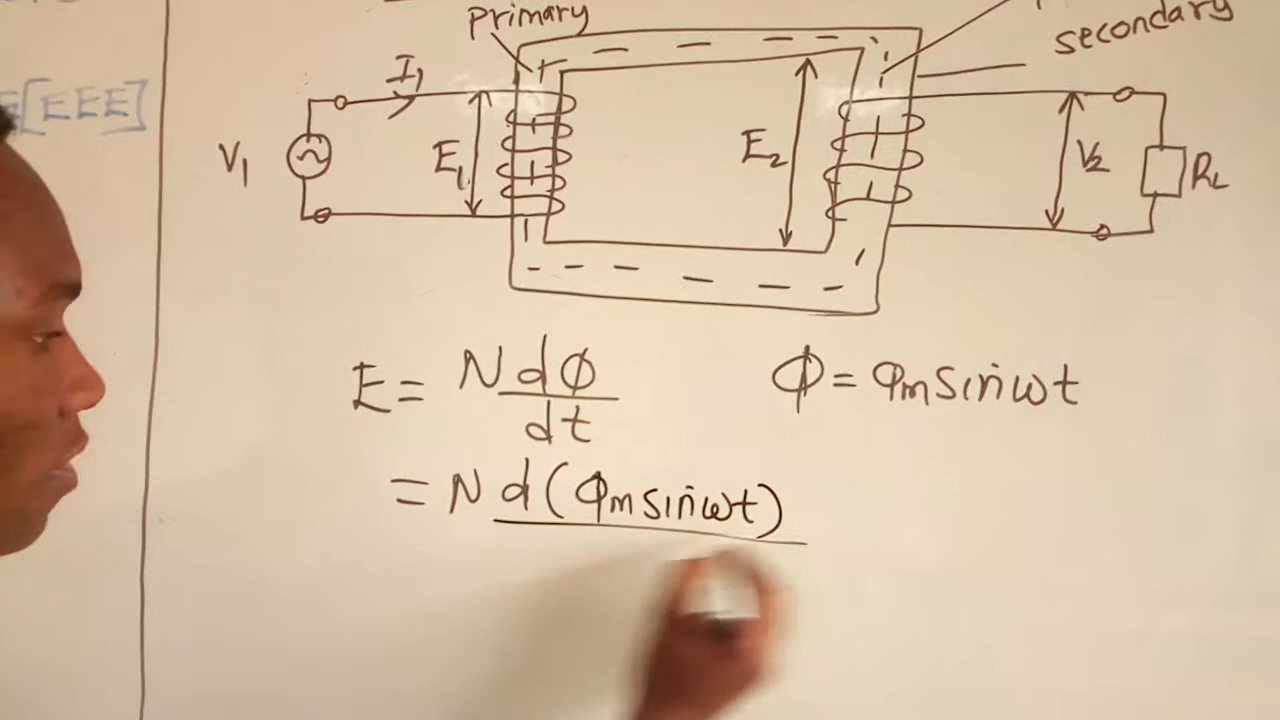 Primary
secondary
[EEE]
I1
V1
E1
E2
V2
RL
E = N dϕ / dt
ϕ = ϕm sin ωt
= N d(ϕm sin ωt)